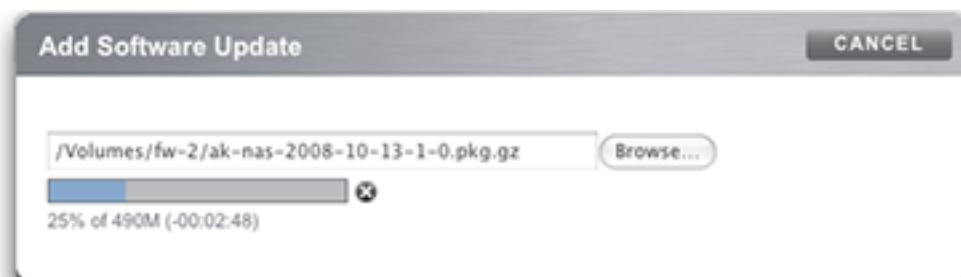 Add Software Update
CANCEL
/Volumes/fw-2/ak-nas-2008-10-13-1-0.pkg.gz
Browse...
25% of 490M (-00:02:48)